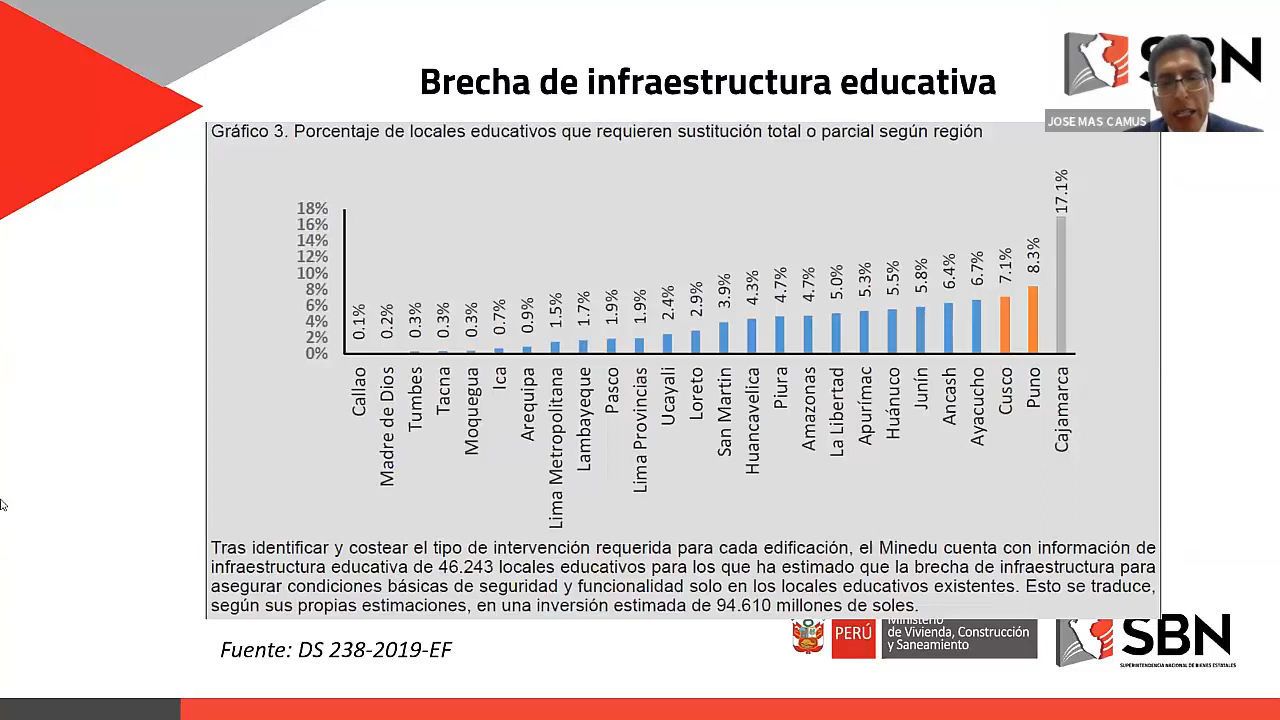 SBN
JOSE MAS CAMUS
Brecha de infraestructura educativa
Gráfico 3. Porcentaje de locales educativos que requieren sustitución total o parcial según región
18%
16%
14%
12%
10%
8%
6%
4%
2%
0%
0.1%
0.2%
0.3%
0.3%
0.3%
0.7%
0.9%
1.5%
1.7%
1.9%
1.9%
2.4%
2.9%
3.9%
4.3%
4.7%
4.7%
5.0%
5.3%
5.5%
5.8%
6.4%
6.7%
7.1%
8.3%
17.1%
Callao
Madre de Dios
Tumbes
Tacna
Moquegua
Ica
Arequipa
Lima Metropolitana
Lambayeque
Pasco
Lima Provincias
Ucayali
Loreto
San Martin
Huancavelica
Piura
Amazonas
La Libertad
Apurímac
Huánuco
Junín
Ancash
Ayacucho
Cusco
Puno
Cajamarca
Tras identificar y costear el tipo de intervención requerida para cada edificación, el Minedu cuenta con información de
infraestructura educativa de 46.243 locales educativos para los que ha estimado que la brecha de infraestructura para
asegurar condiciones básicas de seguridad y funcionalidad solo en los locales educativos existentes. Esto se traduce,
según sus propias estimaciones, en una inversión estimada de 94.610 millones de soles.
Fuente: DS 238-2019-EF
PERÚ
Ministerio
de Vivienda, Construcción
y Saneamiento
SBN
SUPERINTENDENCIA NACIONAL DE BIENES ESTATALES